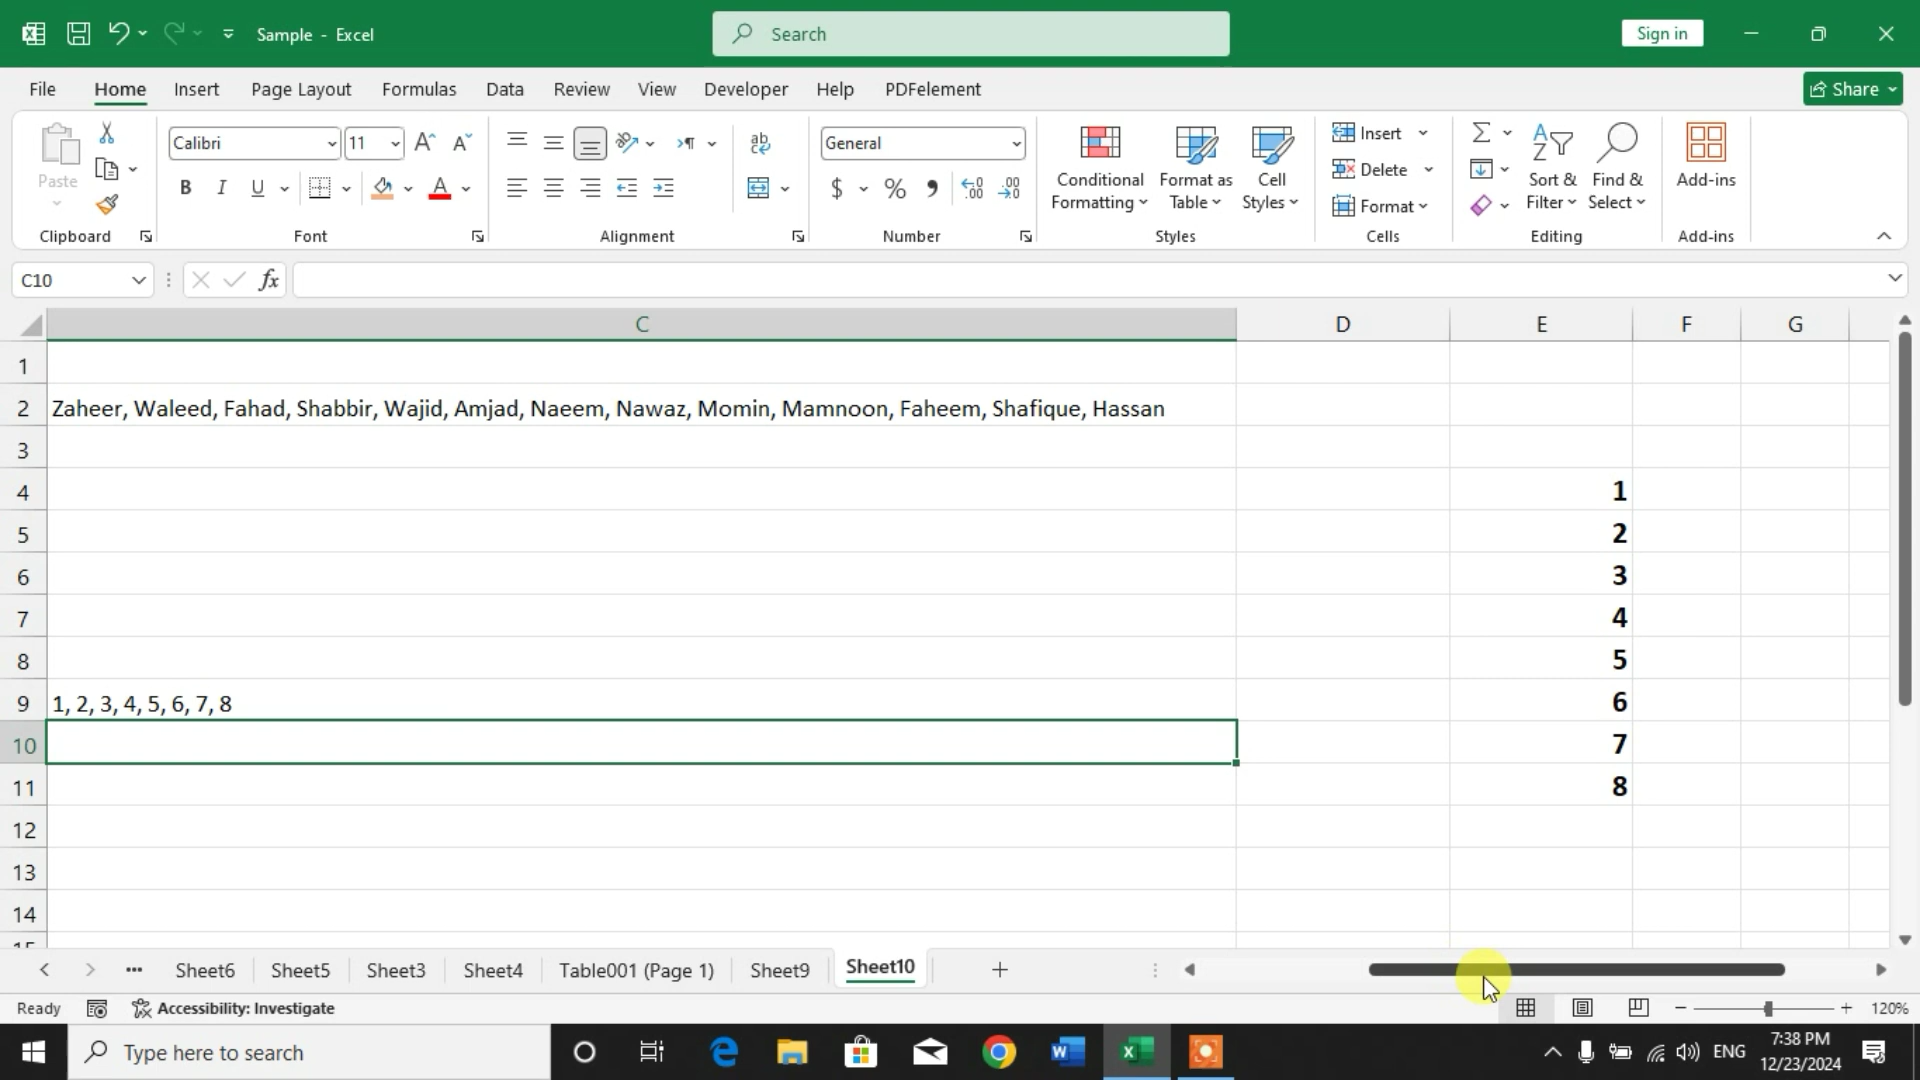 Sample - Excel
Search
Sign in
File Home Insert Page Layout Formulas Data Review View Developer Help PDFelement
Share
Paste
Clipboard
Calibri 11
B I U
Font
Alignment
General
Number
Conditional Formatting
Format as Table
Cell Styles
Styles
Insert
Delete
Format
Cells
Sort & Filter
Find & Select
Editing
Add-ins
Add-ins
C10
fx
C D E F G
1
2 Zaheer, Waleed, Fahad, Shabbir, Wajid, Amjad, Naeem, Nawaz, Momin, Mamnoon, Faheem, Shafique, Hassan
3
4 1
5 2
6 3
7 4
8 5
9 1, 2, 3, 4, 5, 6, 7, 8 6
10 7
11 8
12
13
14
15
Sheet6 Sheet5 Sheet3 Sheet4 Table001 (Page 1) Sheet9 Sheet10
Ready Accessibility: Investigate 120%
Type here to search
ENG
7:38 PM
12/23/2024